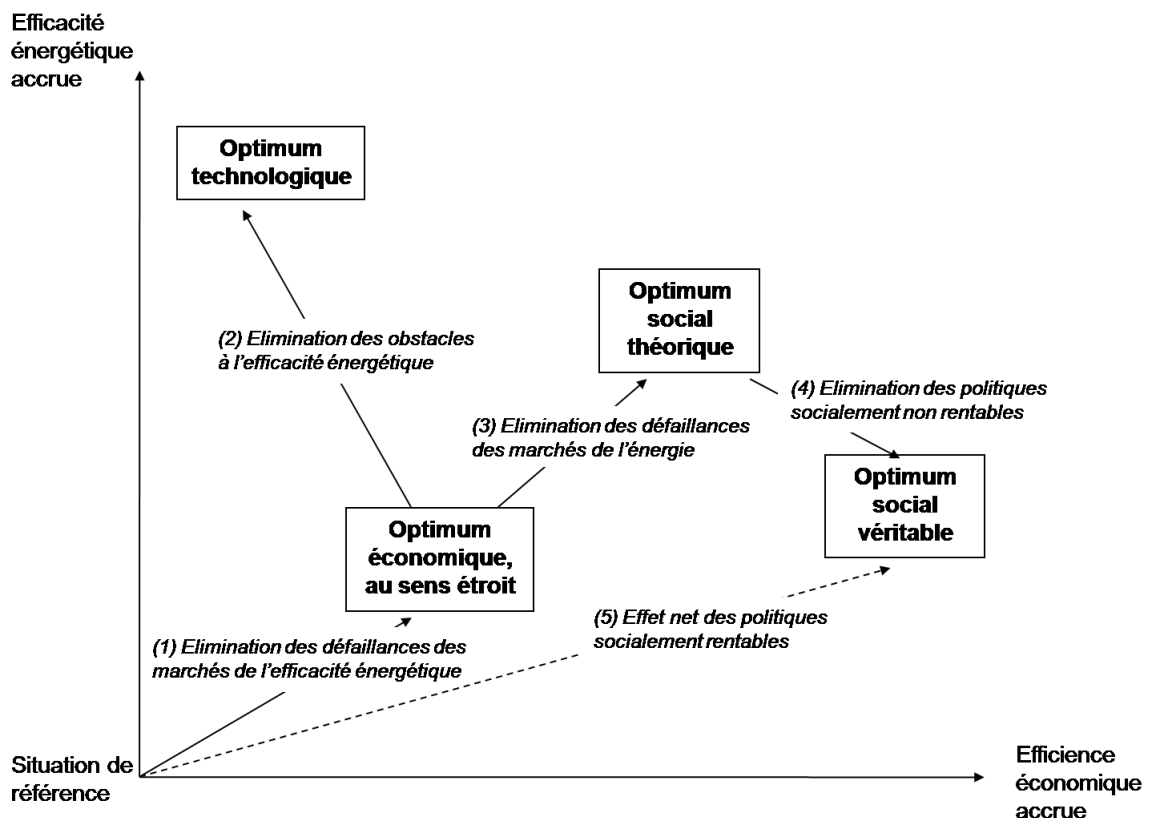 Efficacité
énergétique
accrue
Optimum
technologique
(2) Elimination des obstacles
à l'efficacité énergétique
Optimum
social
théorique
(4) Elimination des politiques
socialement non rentables
(3) Elimination des défaillances
des marchés de l'énergie
Optimum
social
véritable
Optimum
économique,
au sens étroit
(5) Effet net des politiques
socialement rentables
(1) Elimination des défaillances des
marchés de l'efficacité énergétique
Situation de
référence
Efficience
économique
accrue